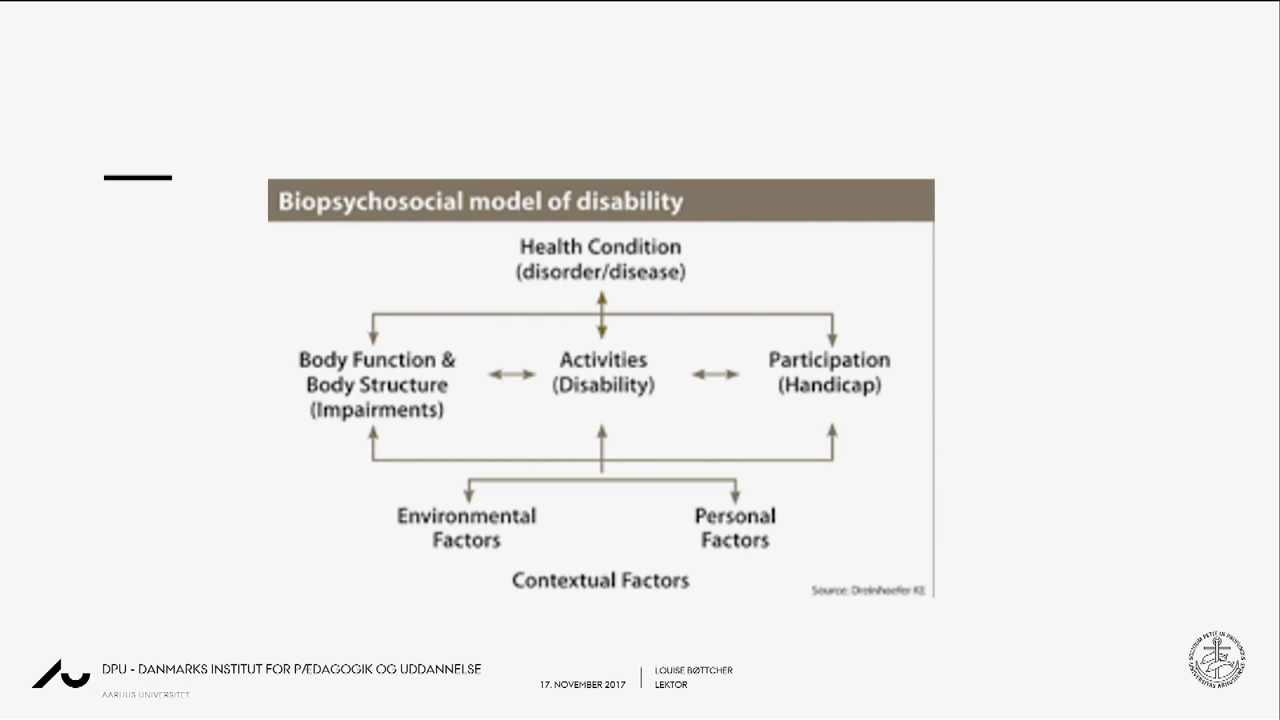 Biopsychosocial model of disability
Health Condition
(disorder/disease)
Body Function &
Body Structure
(Impairments)
Activities
(Disability)
Participation
(Handicap)
Environmental
Factors
Personal
Factors
Contextual Factors
Source: Dreinhoefer KE
DPU - DANMARKS INSTITUT FOR PÆDAGOGIK OG UDDANNELSE
AARHUS UNIVERSITET
17. NOVEMBER 2017
LOUISE BØTTCHER
LEKTOR